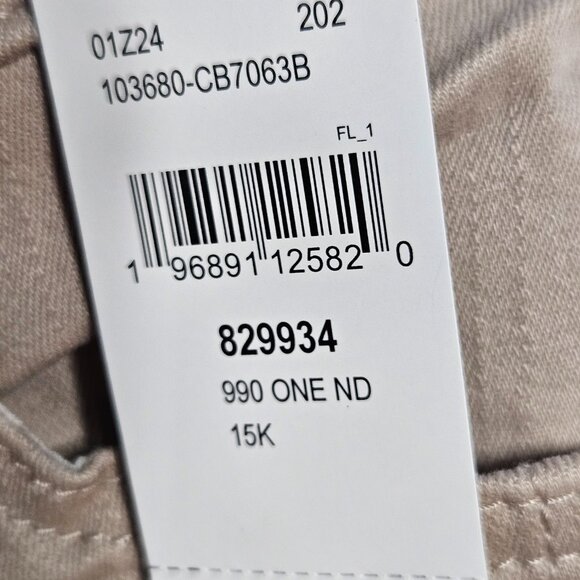 01Z24 202
103680-CB7063B
FL_1
1 96891 12582 0
829934
990 ONE ND
15K